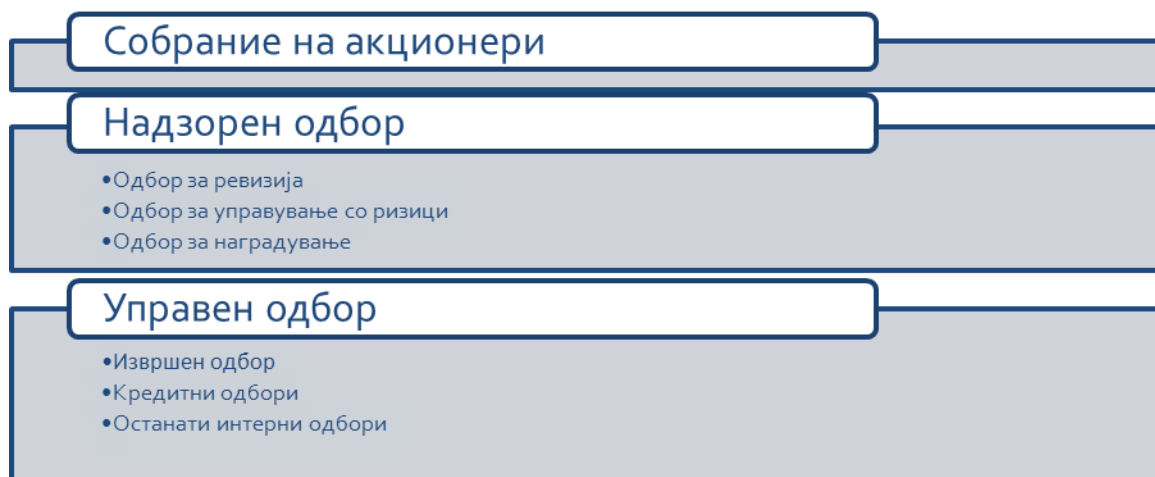 Собрание на акционери
Надзорен одбор
•Одбор за ревизија
•Одбор за управување со ризици
•Одбор за наградување
Управен одбор
•Извршен одбор
•Кредитни одбори
•Останати интерни одбори